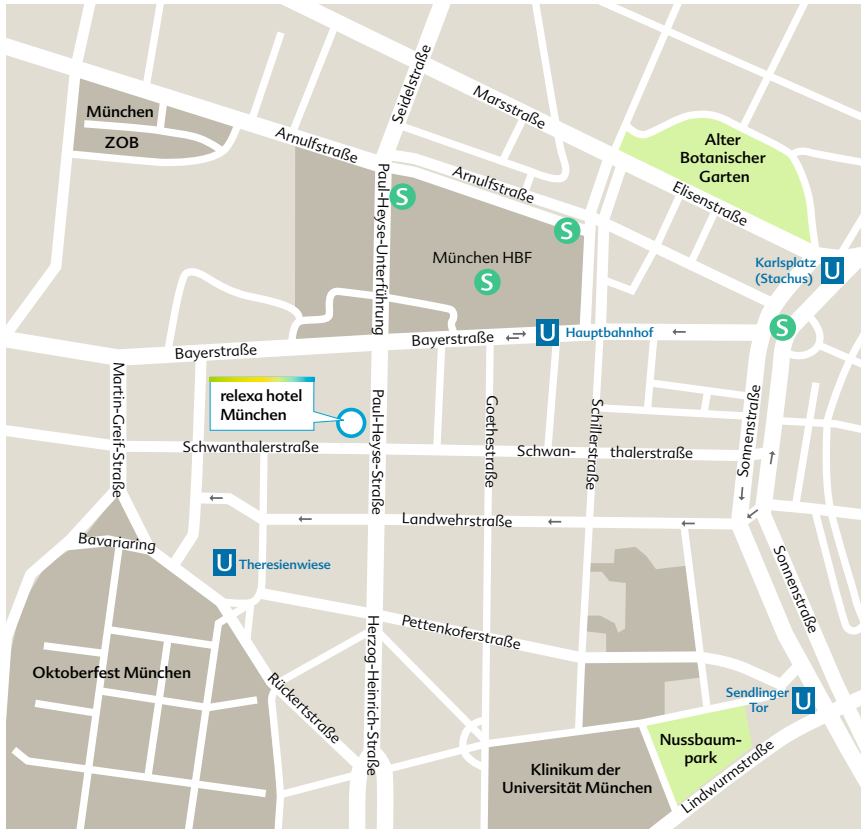 Seidelstraße
Marsstraße
München
ZOB
Arnulfstraße
Alter
Botanischer
Garten
Arnulfstraße
Elisenstraße
Paul-Heyse-Unterführung
S
S
München HBF
S
Karlsplatz
(Stachus)
U
S
Bayerstraße
Bayerstraße
U Hauptbahnhof
Martin-Greif-Straße
relexa hotel
München
Paul-Heyse-Straße
Goethestraße
Schillerstraße
Sonnenstraße
Schwanthalerstraße
Schwan- thalerstraße
Landwehrstraße
Bavariaring
U Theresienwiese
Sonnenstraße
Pettenkoferstraße
Herzog-Heinrich-Straße
Oktoberfest München
Rückertstraße
Sendlinger
Tor
U
Nussbaum-
park
Klinikum der
Universität München
Lindwurmstraße